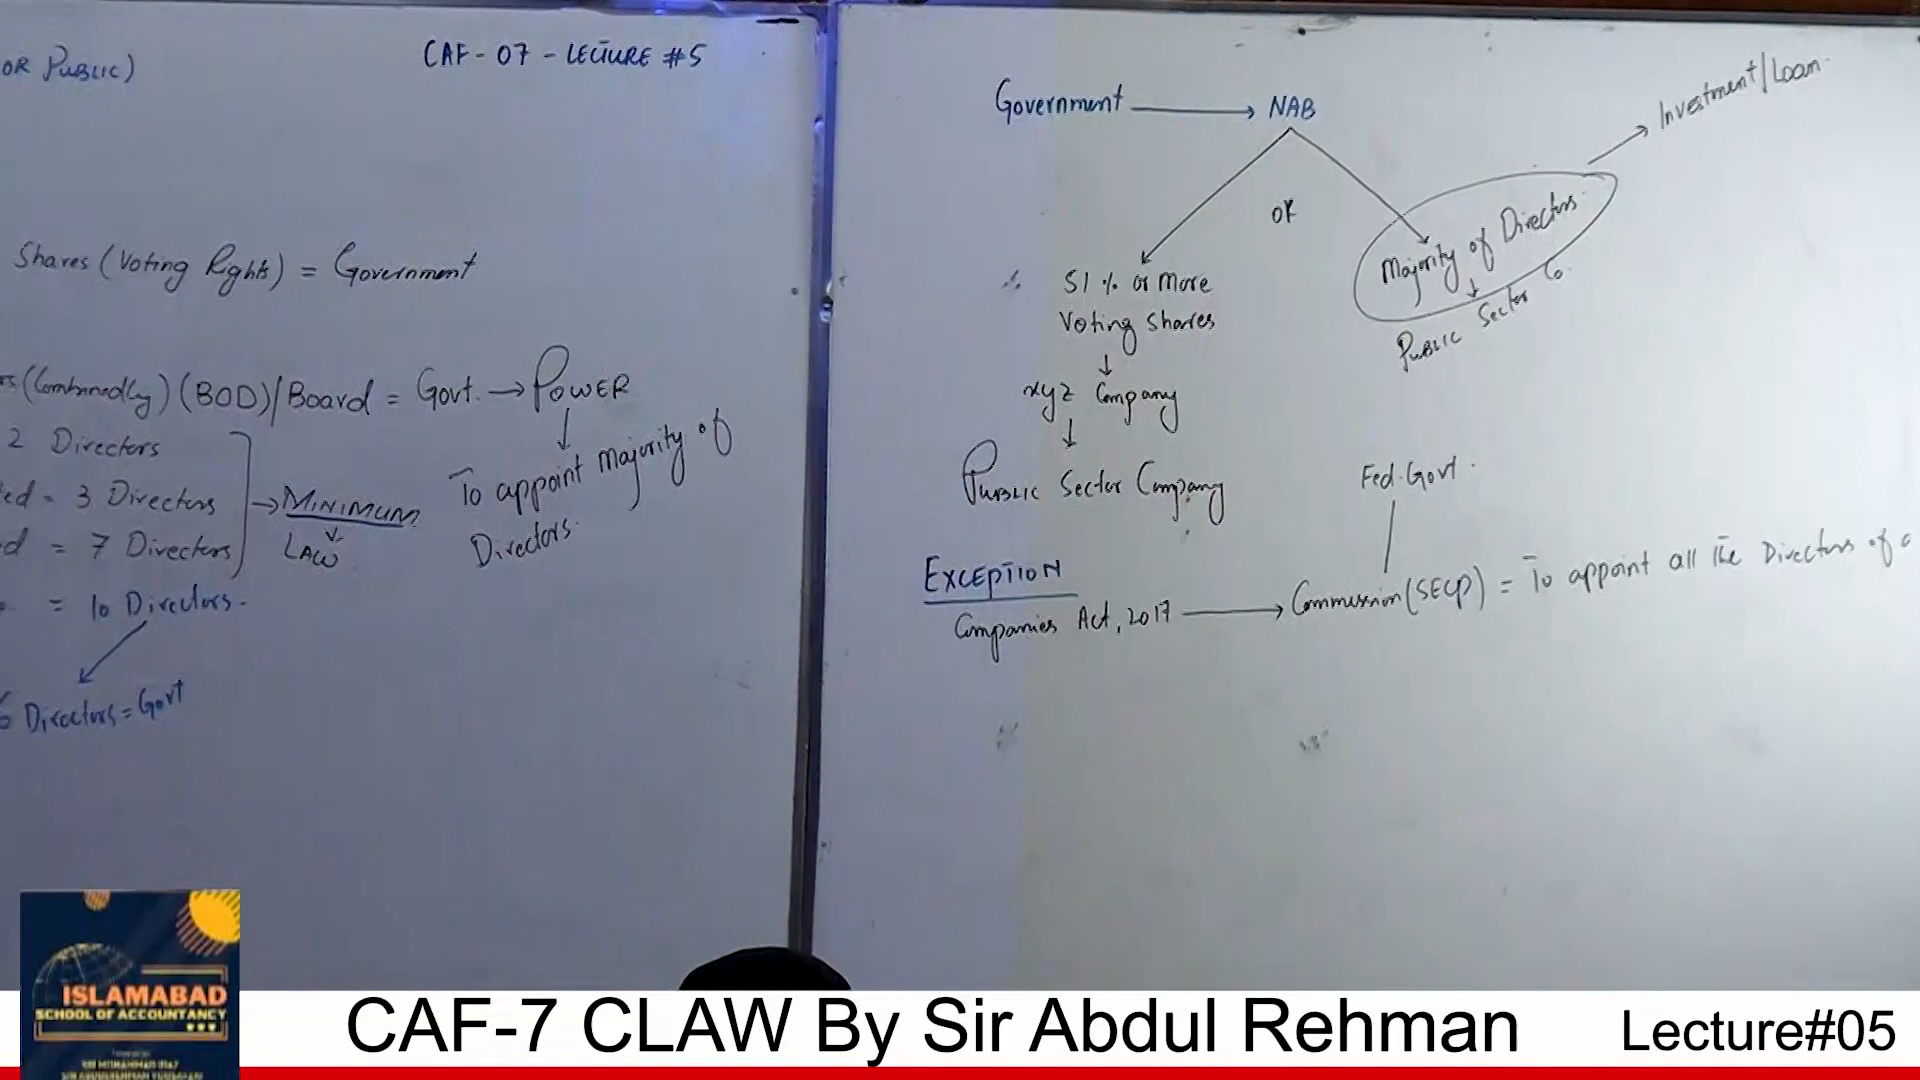 OR PUBLIC)
CAF - 07 - LECTURE #5
Shares (Voting Rights) = Government
(Combinedly) (BOD)/Board = Govt. → POWER
2 Directors
= 3 Directors
= 7 Directors
→ MINIMUM
LAW
To appoint Majority of
Directors.
= 10 Directors.
6 Directors = Govt
Government → NAB
OR
51 % or More
Voting Shares
xyz Company
PUBLIC Sector Company
Majority of Directors.
Public Sector Co.
Investment/Loan
Fed. Govt.
EXCEPTION
Companies Act, 2017 → Commission (SECP) = To appoint all the Directors of a
ISLAMABAD
SCHOOL OF ACCOUNTANCY
CAF-7 CLAW By Sir Abdul Rehman
Lecture#05